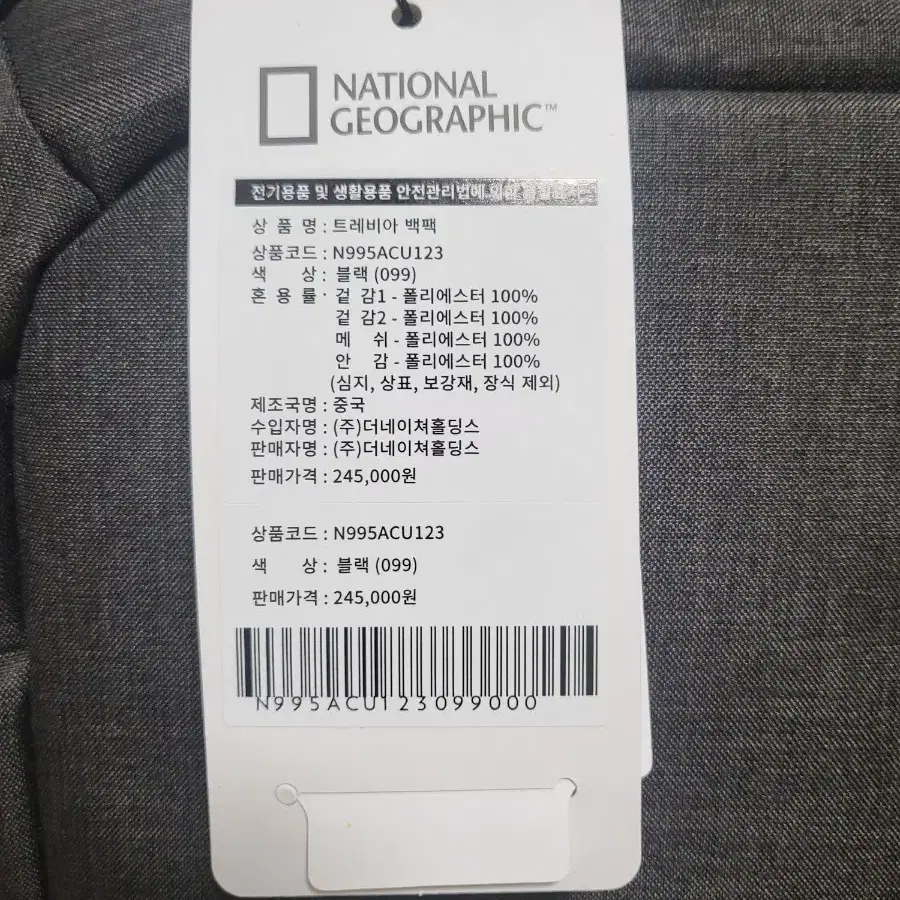 NATIONAL
GEOGRAPHIC™
전기용품 및 생활용품 안전관리법에 의한
상 품 명 : 트레비아 백팩
상품코드 : N995ACU123
색 상 : 블랙 (099)
혼 용 률 : 겉 감1 - 폴리에스터 100%
겉 감2 - 폴리에스터 100%
메 쉬 - 폴리에스터 100%
안 감 - 폴리에스터 100%
(심지, 상표, 보강재, 장식 제외)
제조국명 : 중국
수입자명 : (주)더네이쳐홀딩스
판매자명 : (주)더네이쳐홀딩스
판매가격 : 245,000원
상품코드 : N995ACU123
색 상 : 블랙 (099)
판매가격 : 245,000원
N995ACU123099000